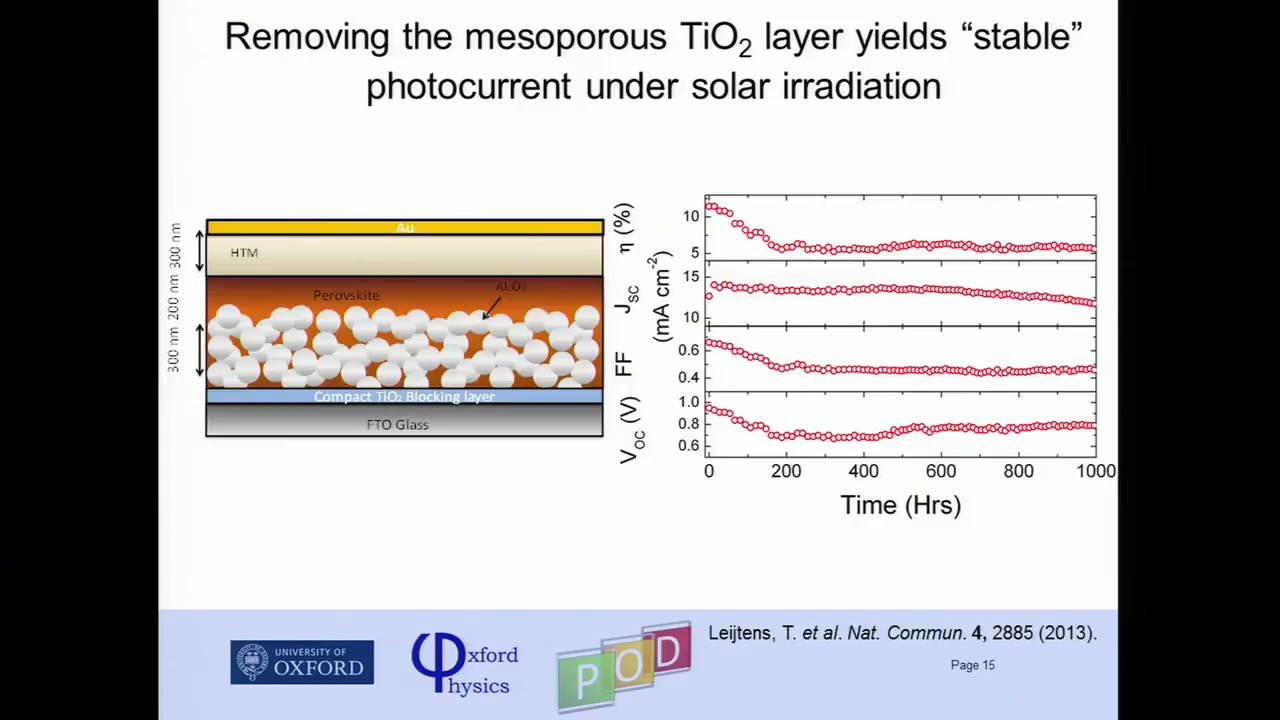 Removing the mesoporous TiO₂ layer yields “stable”
photocurrent under solar irradiation
300 nm
200 nm
300 nm
Au
HTM
Perovskite
Al₂O₃
Compact TiO₂ Blocking layer
FTO Glass
η (%)
10
5
J_SC
(mA cm⁻²)
15
10
FF
0.6
0.4
V_OC (V)
1.0
0.8
0.6
0 200 400 600 800 1000
Time (Hrs)
UNIVERSITY OF
OXFORD
Oxford
Physics
POD
Leijtens, T. et al. Nat. Commun. 4, 2885 (2013).
Page 15